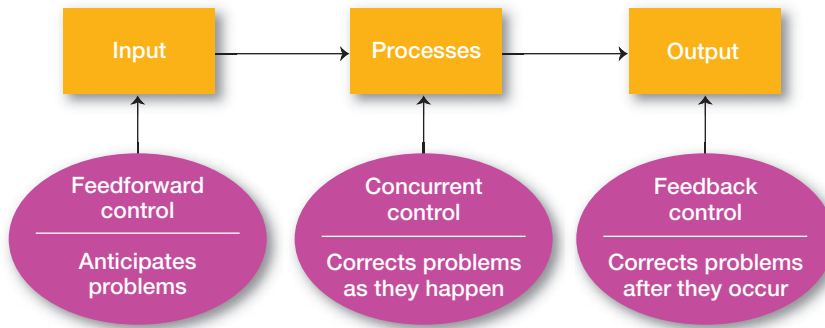 Input
Processes
Output
Feedforward
control
Anticipates
problems
Concurrent
control
Corrects problems
as they happen
Feedback
control
Corrects problems
after they occur